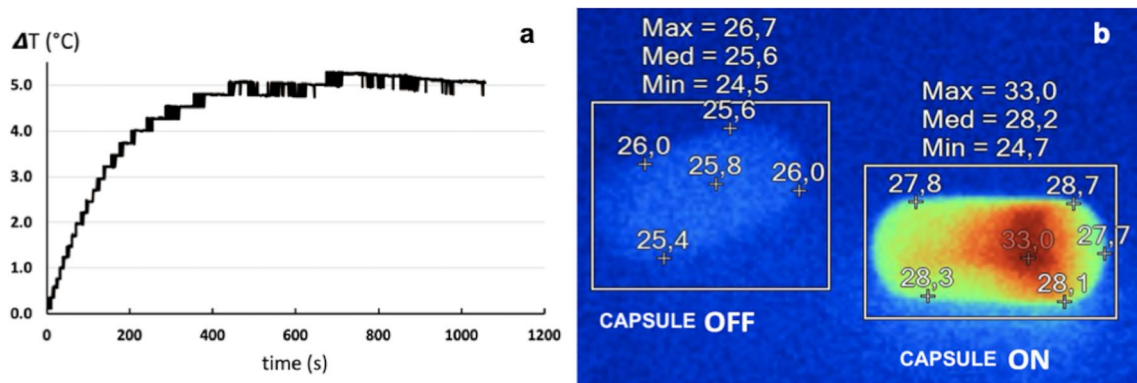 ΔT (°C)
a
5.0
4.0
3.0
2.0
1.0
0.0
0
200
400
600
800
1000
1200
time (s)
b
Max = 26,7
Med = 25,6
Min = 24,5
25,6
26,0
25,8
26,0
25,4
CAPSULE OFF
Max = 33,0
Med = 28,2
Min = 24,7
27,8
28,7
33,0
27,7
28,3
28,1
CAPSULE ON